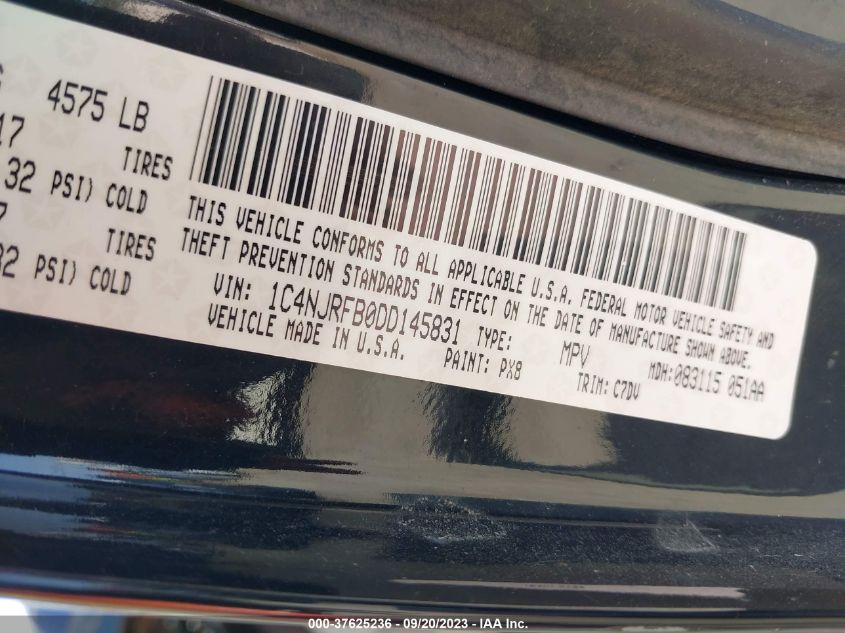 4575 LB
17
TIRES
32 PSI) COLD
7
TIRES
32 PSI) COLD
THIS VEHICLE CONFORMS TO ALL APPLICABLE U.S.A. FEDERAL MOTOR VEHICLE SAFETY AND
THEFT PREVENTION STANDARDS IN EFFECT ON THE DATE OF MANUFACTURE SHOWN ABOVE.
VIN: 1C4NJRFB0DD145831 TYPE: MPV MDH:083115 051AA
VEHICLE MADE IN U.S.A. PAINT: PX8 TRIM: C7DV
000-37625236 - 09/20/2023 - IAA Inc.